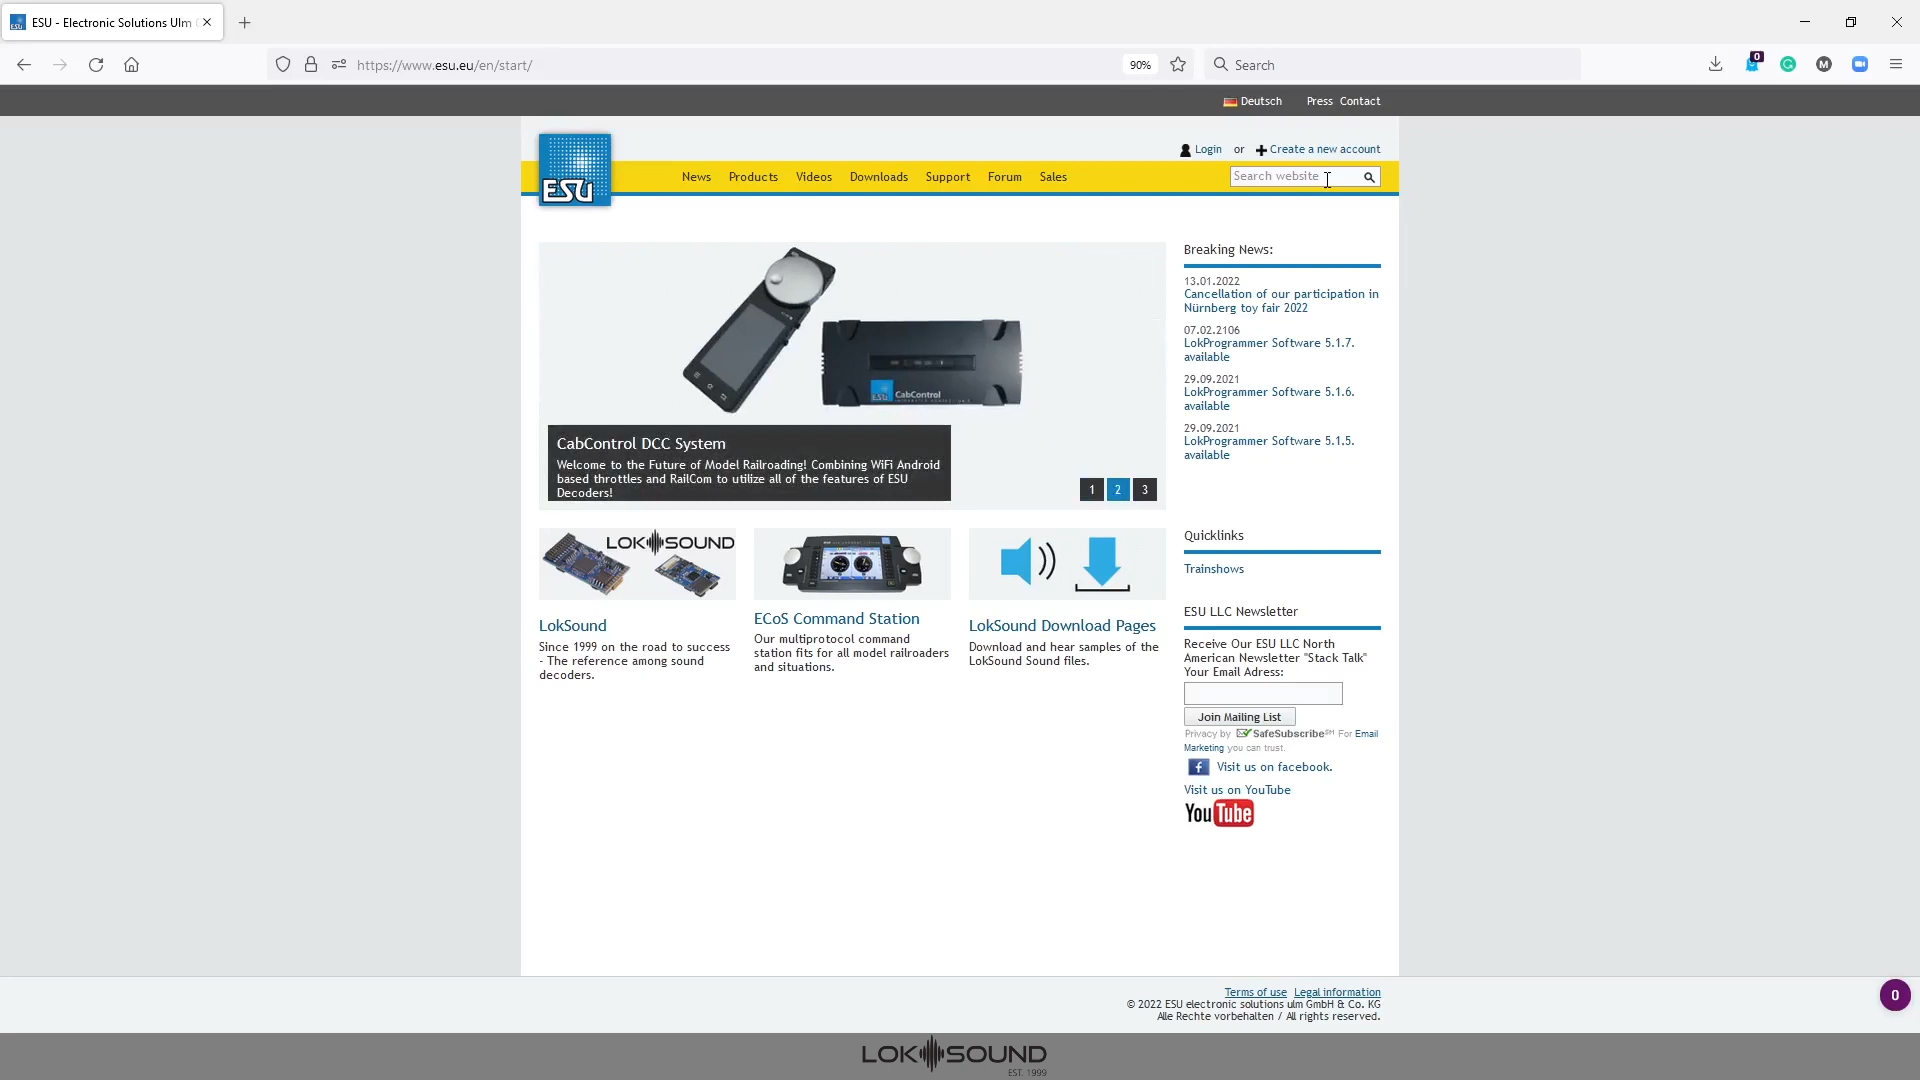 ESU - Electronic Solutions Ulm
https://www.esu.eu/en/start/
90%
Search
0
M
Deutsch Press Contact
Login or Create a new account
ESU
News Products Videos Downloads Support Forum Sales
Search website
CabControl
CabControl DCC System
Welcome to the Future of Model Railroading! Combining WiFi Android
based throttles and RailCom to utilize all of the features of ESU
Decoders!
1 2 3
Breaking News:
13.01.2022
Cancellation of our participation in
Nürnberg toy fair 2022
07.02.2106
LokProgrammer Software 5.1.7.
available
29.09.2021
LokProgrammer Software 5.1.6.
available
29.09.2021
LokProgrammer Software 5.1.5.
available
LOKSOUND
LokSound
Since 1999 on the road to success
- The reference among sound
decoders.
ECoS Command Station
Our multiprotocol command
station fits for all model railroaders
and situations.
LokSound Download Pages
Download and hear samples of the
LokSound Sound files.
Quicklinks
Trainshows
ESU LLC Newsletter
Receive Our ESU LLC North
American Newsletter "Stack Talk"
Your Email Adress:
Join Mailing List
Privacy by SafeSubscribe℠ For Email
Marketing you can trust.
Visit us on facebook.
Visit us on YouTube
YouTube
Terms of use Legal information
© 2022 ESU electronic solutions ulm GmbH & Co. KG
Alle Rechte vorbehalten / All rights reserved.
0
LOKSOUND
EST. 1999